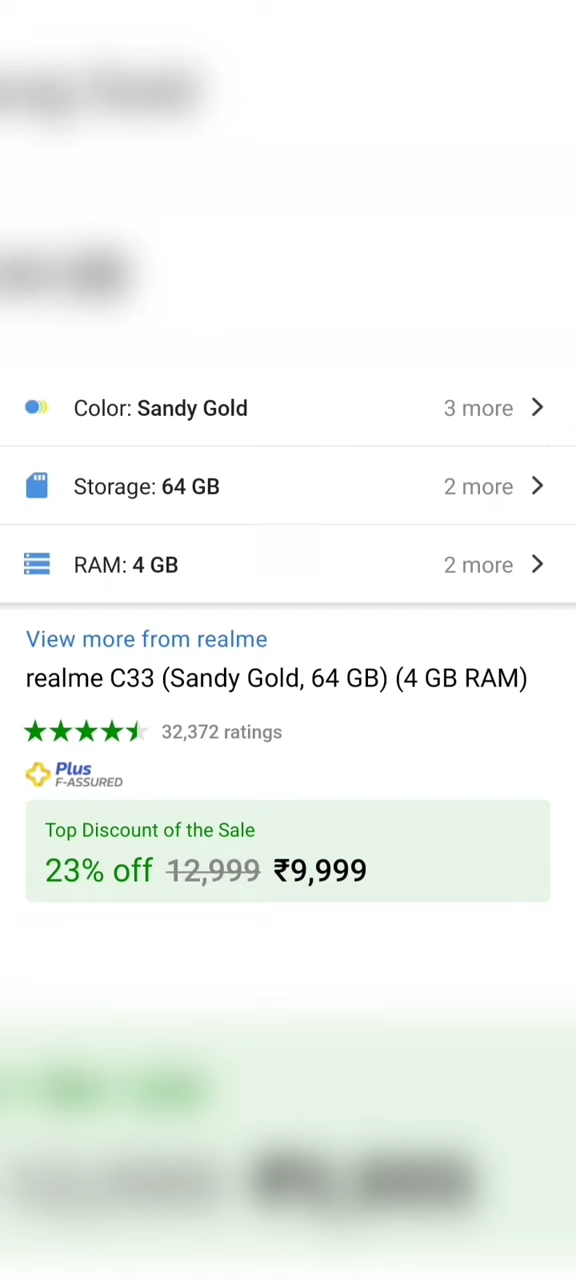 Color: Sandy Gold 3 more
Storage: 64 GB 2 more
RAM: 4 GB 2 more
View more from realme
realme C33 (Sandy Gold, 64 GB) (4 GB RAM)
32,372 ratings
Plus
F-ASSURED
Top Discount of the Sale
23% off 12,999 ₹9,999